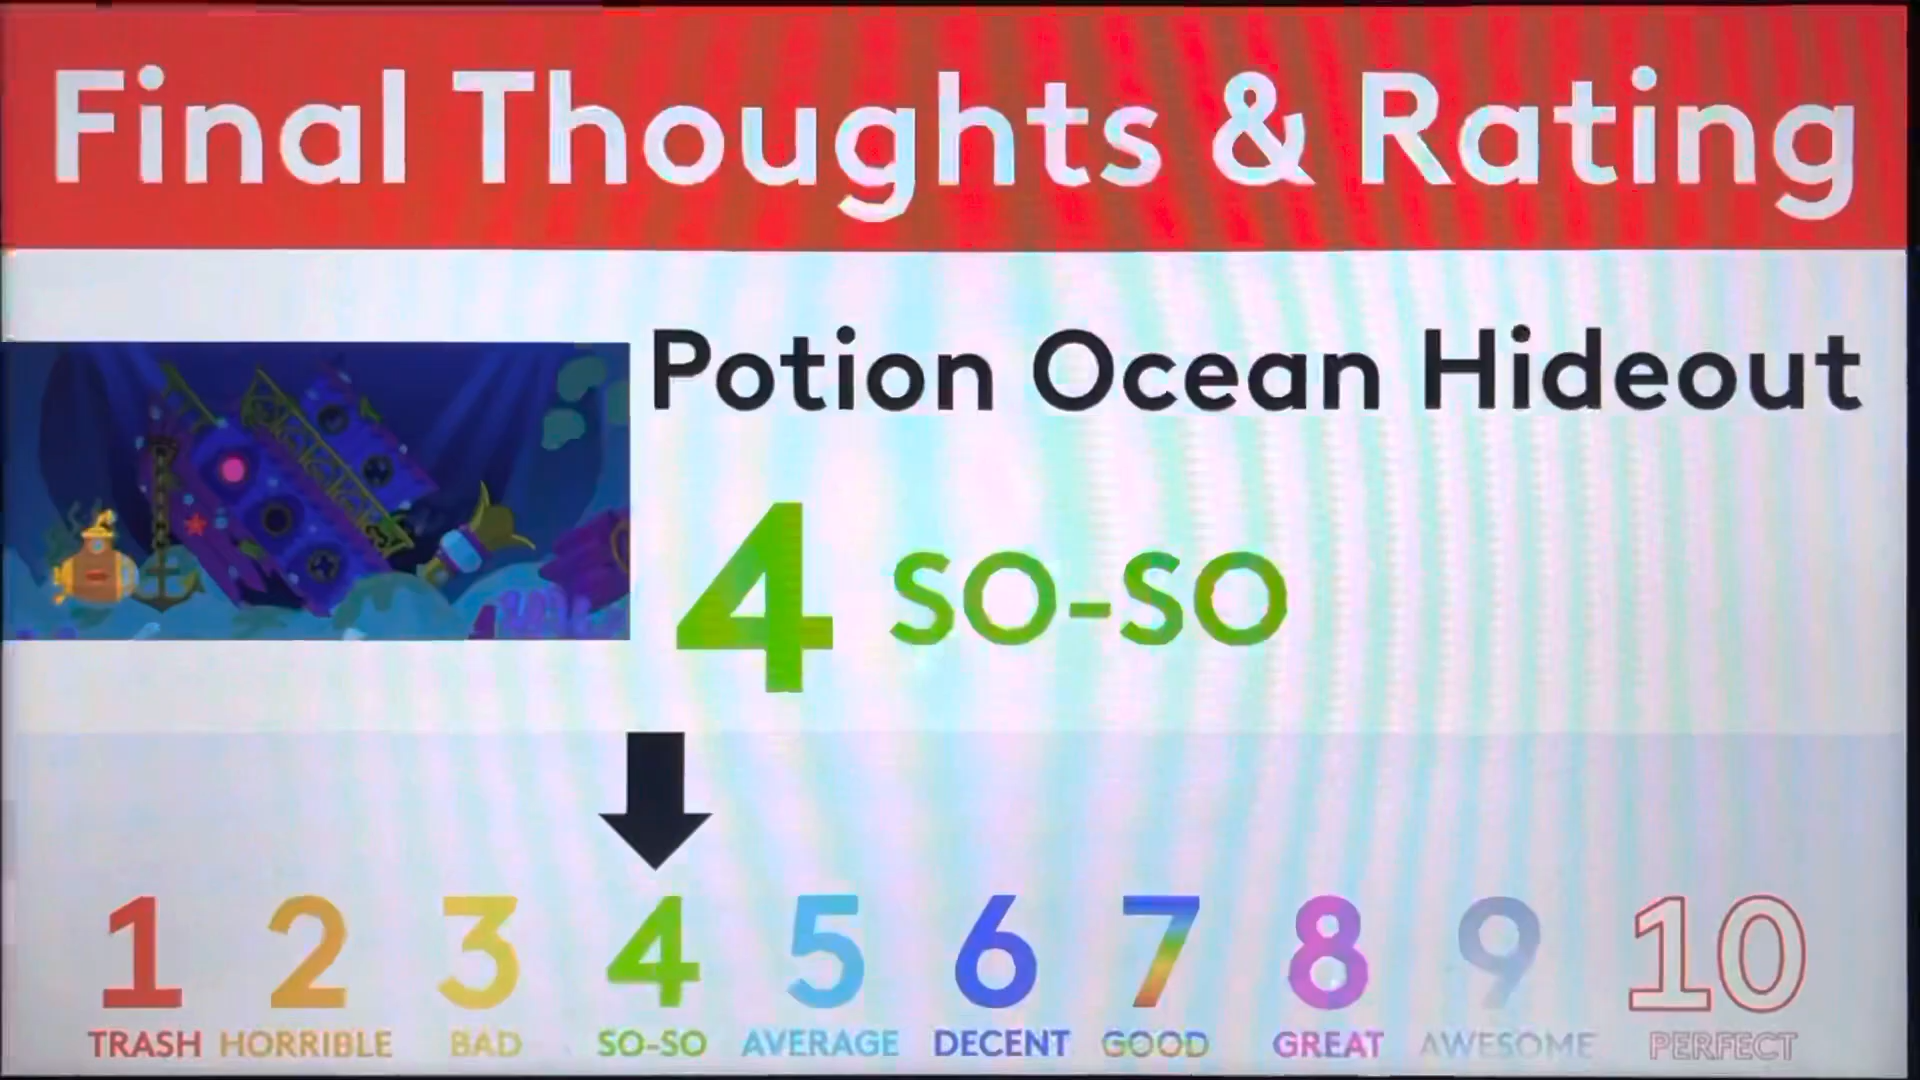 Final Thoughts & Rating
Potion Ocean Hideout
4 SO-SO
1 2 3 4 5 6 7 8 9 10
TRASH HORRIBLE BAD SO-SO AVERAGE DECENT GOOD GREAT AWESOME PERFECT